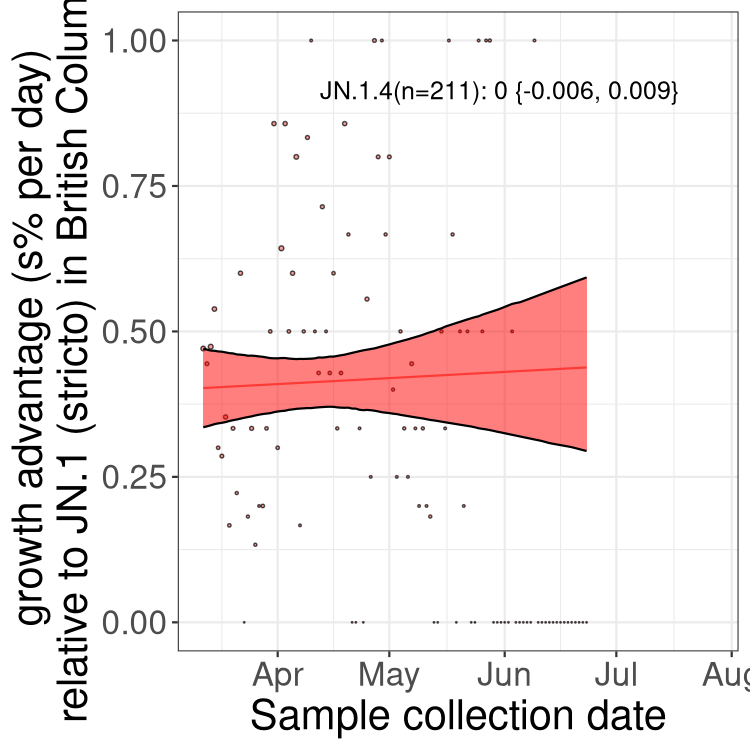 growth advantage (s% per day)
relative to JN.1 (stricto) in British Colum
1.00
0.75
0.50
0.25
0.00
JN.1.4(n=211): 0 {-0.006, 0.009}
Apr May Jun Jul Aug
Sample collection date